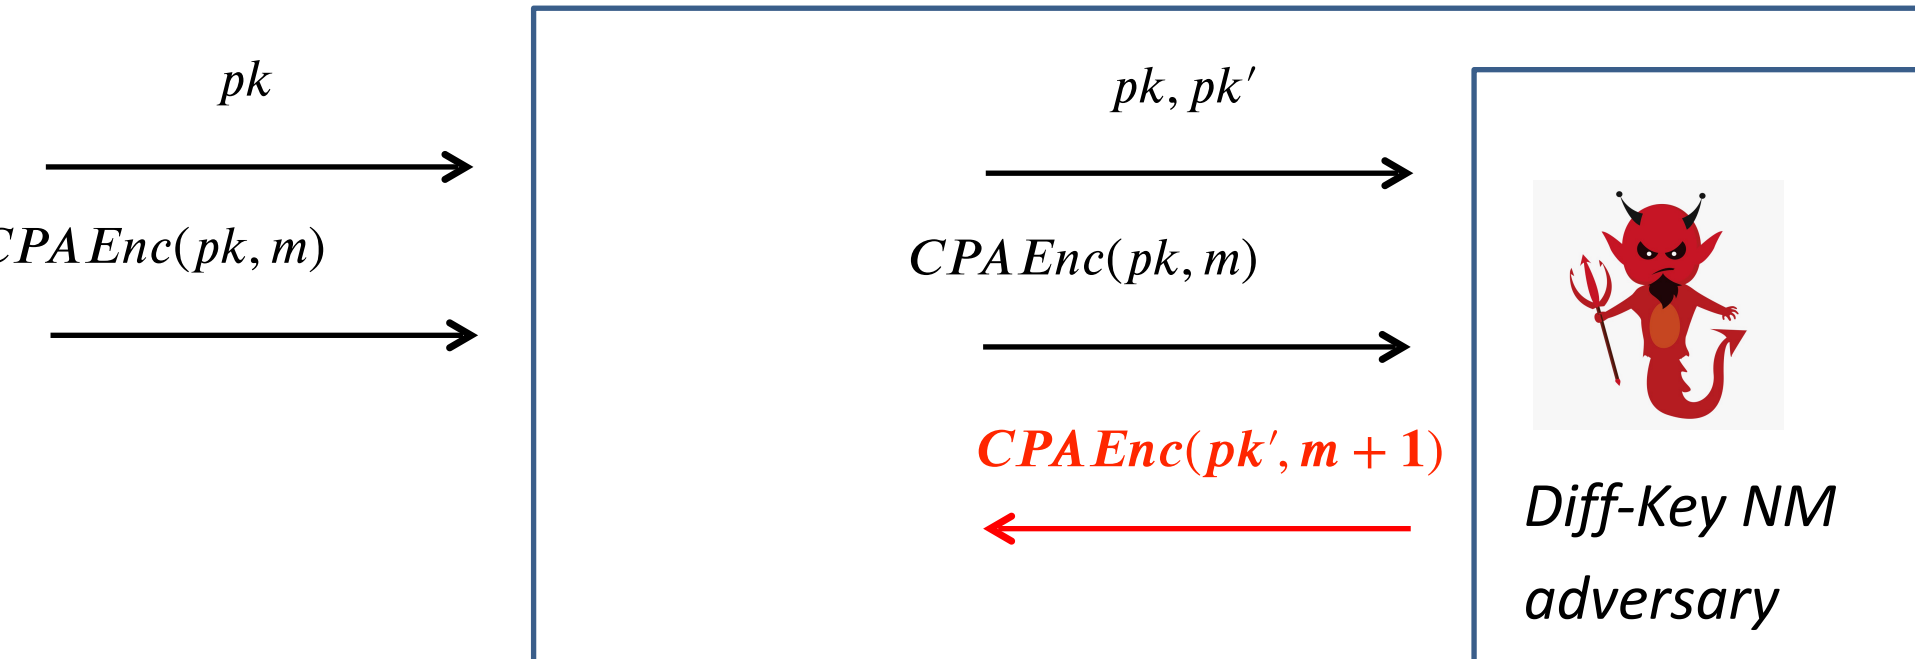 pk
pk, pk′
CPAEnc(pk, m)
CPAEnc(pk, m)
CPAEnc(pk′, m + 1)
Diff-Key NM
adversary